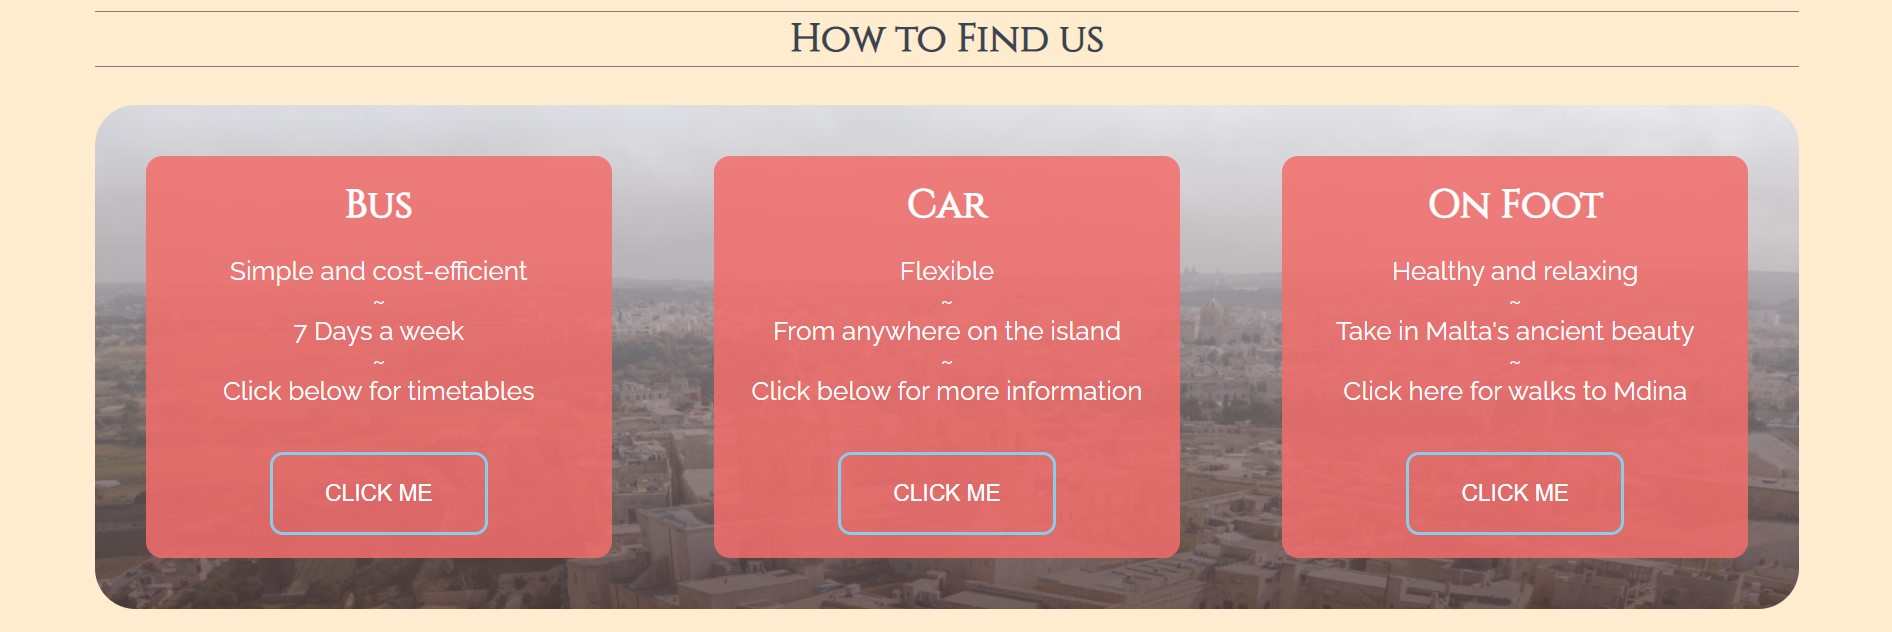 How to Find us
Bus
Simple and cost-efficient
~
7 Days a week
~
Click below for timetables
CLICK ME
Car
Flexible
~
From anywhere on the island
~
Click below for more information
CLICK ME
On Foot
Healthy and relaxing
~
Take in Malta's ancient beauty
~
Click here for walks to Mdina
CLICK ME